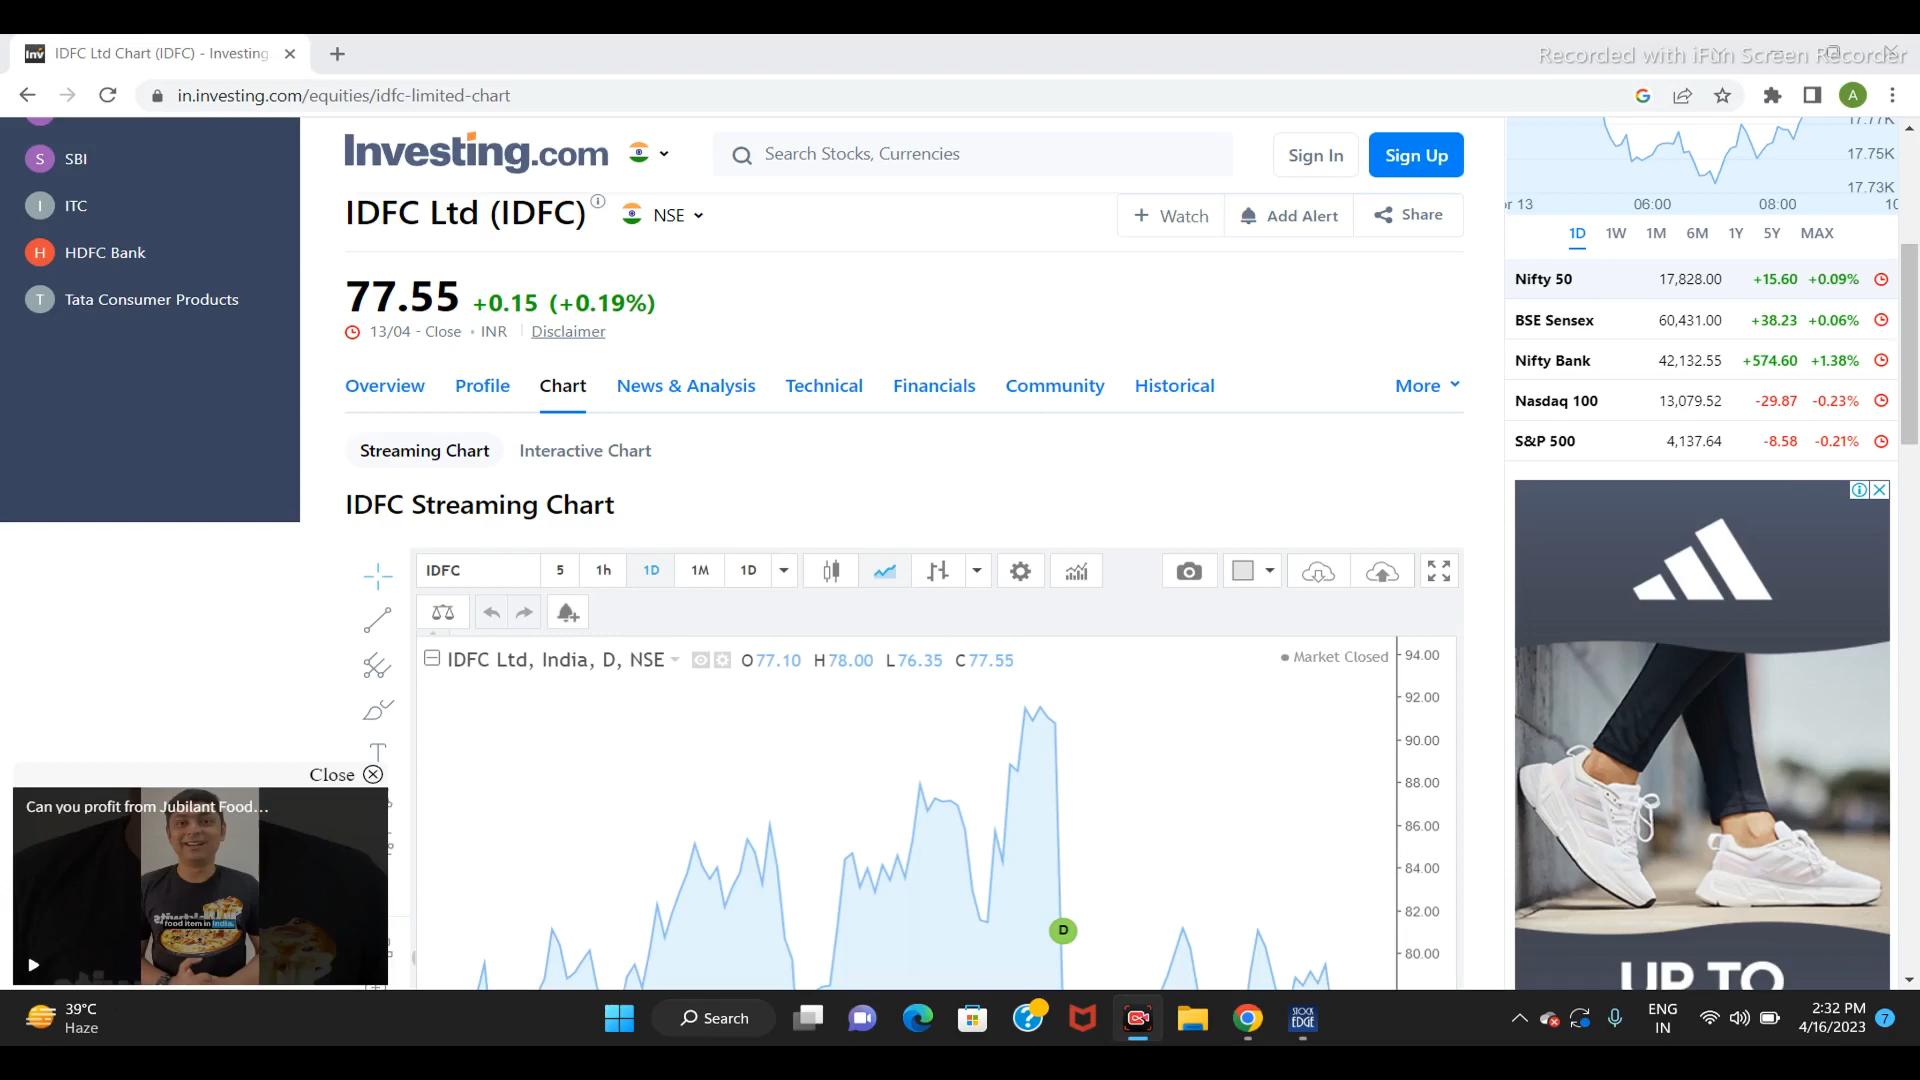 IDFC Ltd Chart (IDFC) - Investing
Recorded with iFun Screen Recorder
in.investing.com/equities/idfc-limited-chart
A
S SBI
I ITC
H HDFC Bank
T Tata Consumer Products
Investing.com
Search Stocks, Currencies
Sign In
Sign Up
IDFC Ltd (IDFC)
NSE
+ Watch
Add Alert
Share
77.55 +0.15 (+0.19%)
13/04 - Close • INR
Disclaimer
Overview Profile Chart News & Analysis Technical Financials Community Historical More
Streaming Chart Interactive Chart
IDFC Streaming Chart
IDFC 5 1h 1D 1M 1D
IDFC Ltd, India, D, NSE O77.10 H78.00 L76.35 C77.55
Market Closed
94.00
92.00
90.00
88.00
86.00
84.00
82.00
80.00
D
T
17.77K
17.75K
17.73K
06:00 08:00
1D 1W 1M 6M 1Y 5Y MAX
Nifty 50 17,828.00 +15.60 +0.09%
BSE Sensex 60,431.00 +38.23 +0.06%
Nifty Bank 42,132.55 +574.60 +1.38%
Nasdaq 100 13,079.52 -29.87 -0.23%
S&P 500 4,137.64 -8.58 -0.21%
UP TO
Close
Can you profit from Jubilant Food...
food item in India.
39°C
Haze
Search
STOCK
EDGE
ENG
IN
2:32 PM
4/16/2023
7